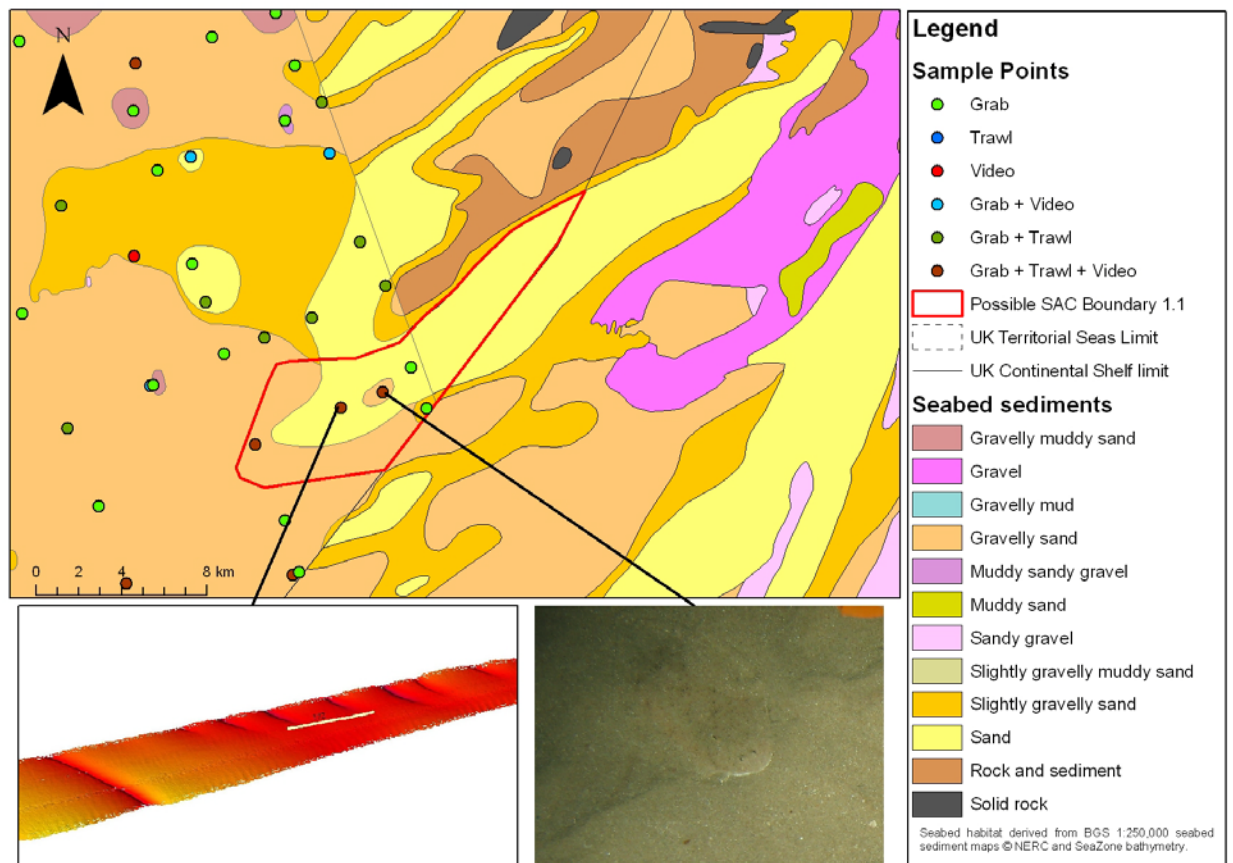 N
0 2 4 8 km
Legend
Sample Points
Grab
Trawl
Video
Grab + Video
Grab + Trawl
Grab + Trawl + Video
Possible SAC Boundary 1.1
UK Territorial Seas Limit
UK Continental Shelf limit
Seabed sediments
Gravelly muddy sand
Gravel
Gravelly mud
Gravelly sand
Muddy sandy gravel
Muddy sand
Sandy gravel
Slightly gravelly muddy sand
Slightly gravelly sand
Sand
Rock and sediment
Solid rock
Seabed habitat derived from BGS 1:250,000 seabed
sediment maps © NERC and SeaZone bathymetry.